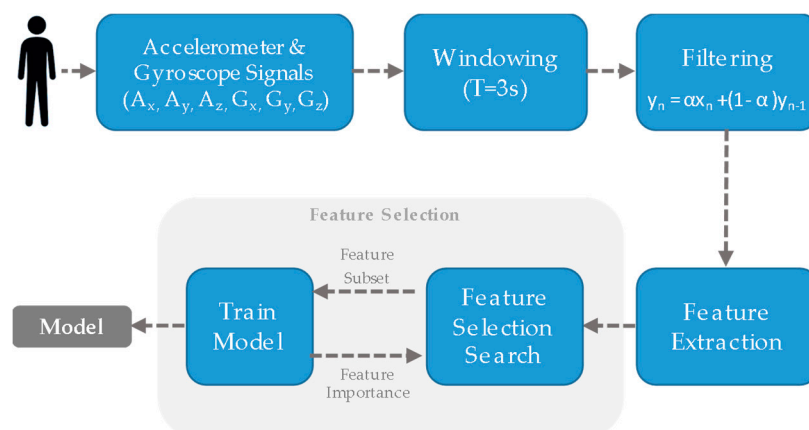 Accelerometer &
Gyroscope Signals
(Ax, Ay, Az, Gx, Gy, Gz)
Windowing
(T=3s)
Filtering
yn = αxn +(1- α )yn-1
Feature Selection
Feature
Subset
Train
Model
Feature
Importance
Feature
Selection
Search
Feature
Extraction
Model